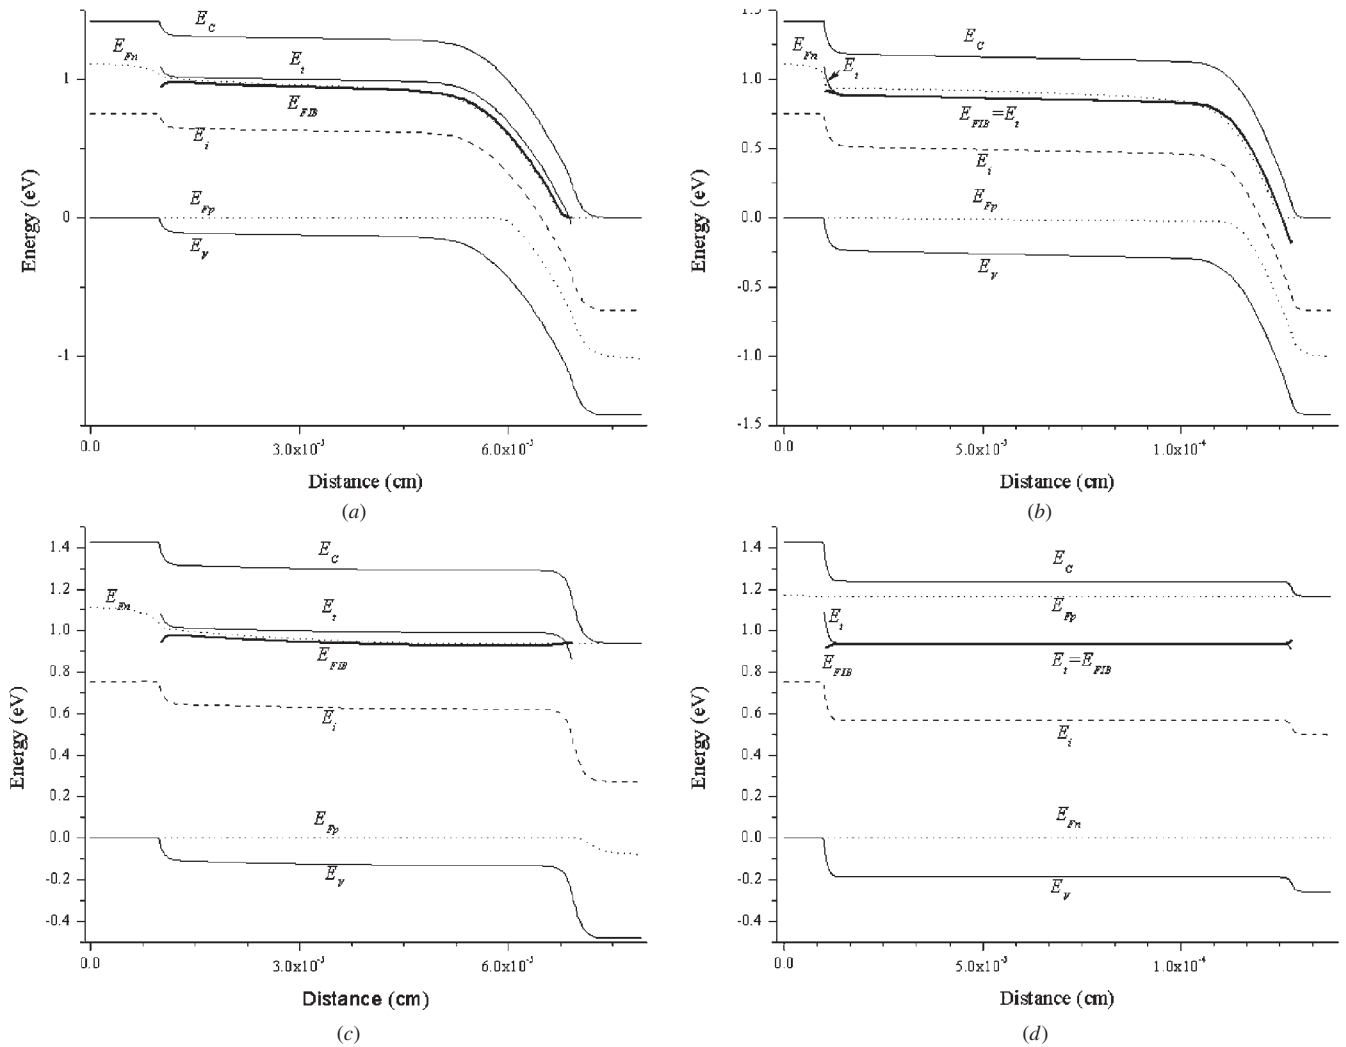 E_C
E_Fn
E_t
1
E_FIB
E_i
E_Fp
0
E_V
-1
Energy (eV)
0.0
3.0x10^-5
6.0x10^-5
Distance (cm)
(a)
1.5
E_C
E_Fn
E_t
1.0
E_FIB=E_t
0.5
E_i
E_Fp
0.0
E_V
-0.5
-1.0
-1.5
Energy (eV)
0.0
5.0x10^-5
1.0x10^-4
Distance (cm)
(b)
1.4
E_C
1.2
E_Fn
E_t
1.0
E_FIB
0.8
E_i
0.6
0.4
0.2
E_Fp
0.0
E_V
-0.2
-0.4
Energy (eV)
0.0
3.0x10^-5
6.0x10^-5
Distance (cm)
(c)
1.4
E_C
1.2
E_Fp
E_t
1.0
E_FIB
E_t=E_FIB
0.8
E_i
0.6
0.4
0.2
E_Fn
0.0
E_V
-0.2
-0.4
Energy (eV)
0.0
5.0x10^-5
1.0x10^-4
Distance (cm)
(d)